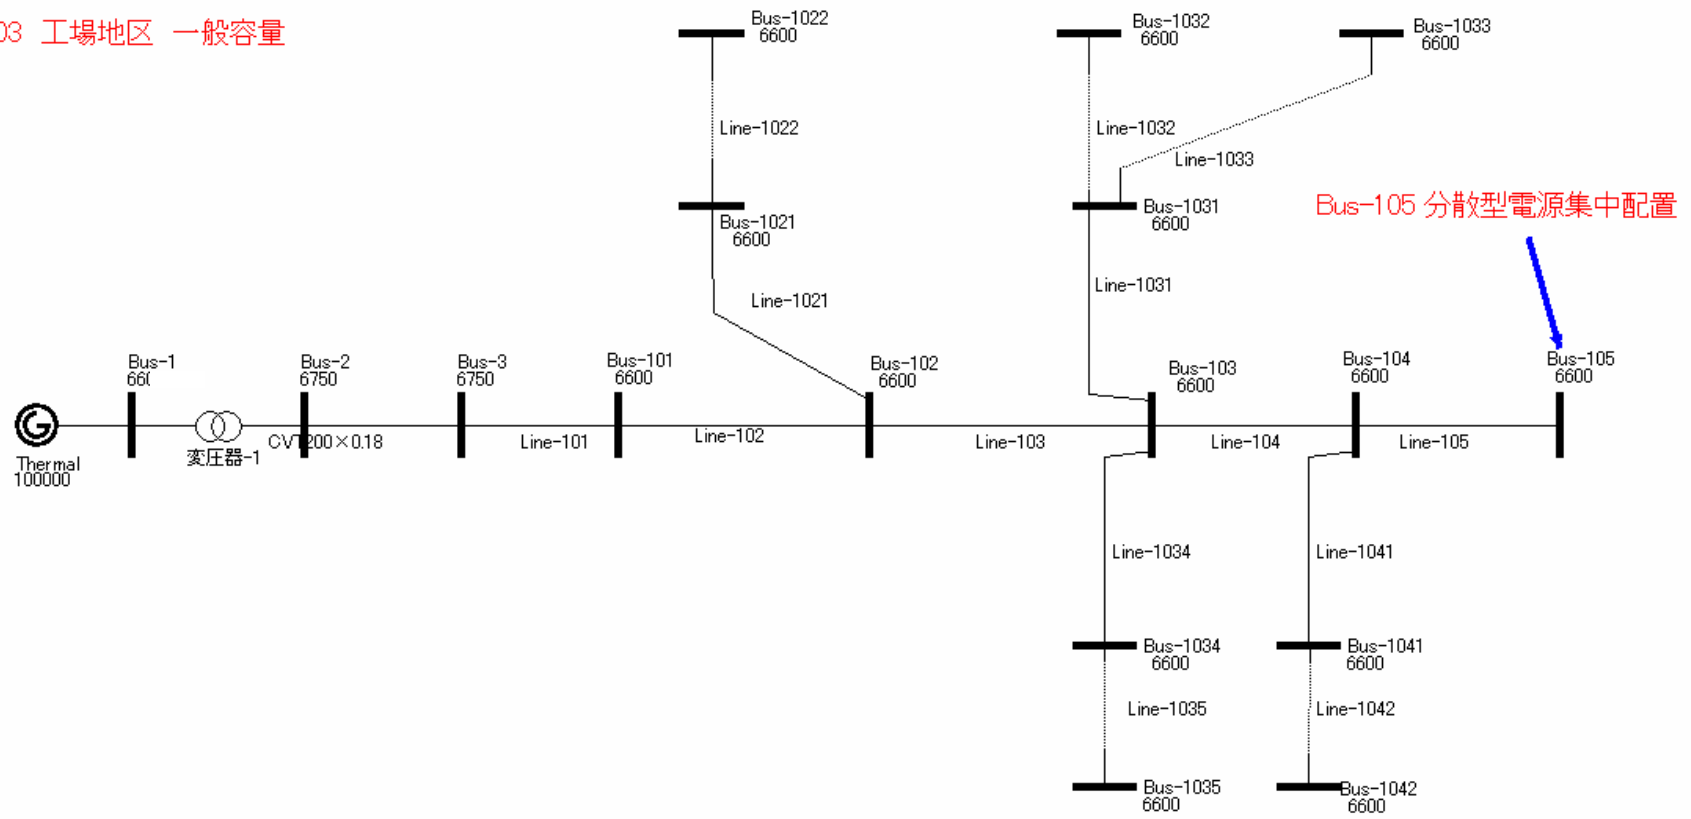 03 工場地区 一般容量
Bus-1022
6600
Bus-1032
6600
Bus-1033
6600
Line-1022
Line-1032
Line-1033
Bus-1021
6600
Bus-1031
6600
Bus-105 分散型電源集中配置
Line-1021
Line-1031
Bus-1
Bus-2
6750
Bus-3
6750
Bus-101
6600
Bus-102
6600
Bus-103
6600
Bus-104
6600
Bus-105
6600
Thermal
100000
変圧器-1
CVT200×0.18
Line-101
Line-102
Line-103
Line-104
Line-105
Line-1034
Line-1041
Bus-1034
6600
Bus-1041
6600
Line-1035
Line-1042
Bus-1035
6600
Bus-1042
6600